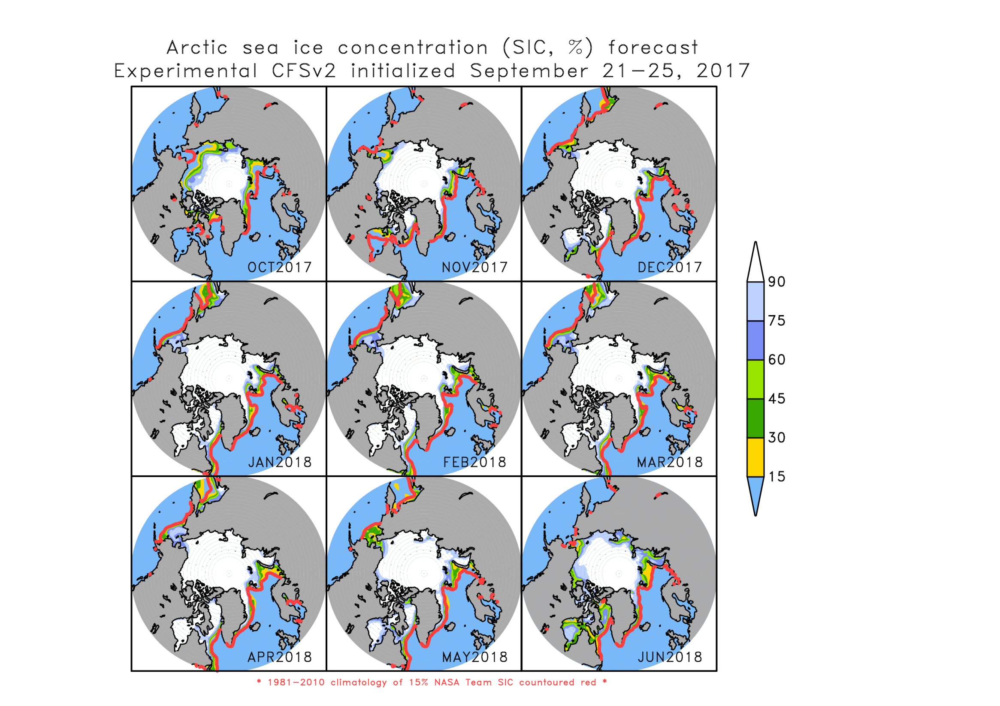 Arctic sea ice concentration (SIC, %) forecast
Experimental CFSv2 initialized September 21-25, 2017
OCT2017
NOV2017
DEC2017
JAN2018
FEB2018
MAR2018
APR2018
MAY2018
JUN2018
90
75
60
45
30
15
* 1981-2010 climatology of 15% NASA Team SIC countoured red *